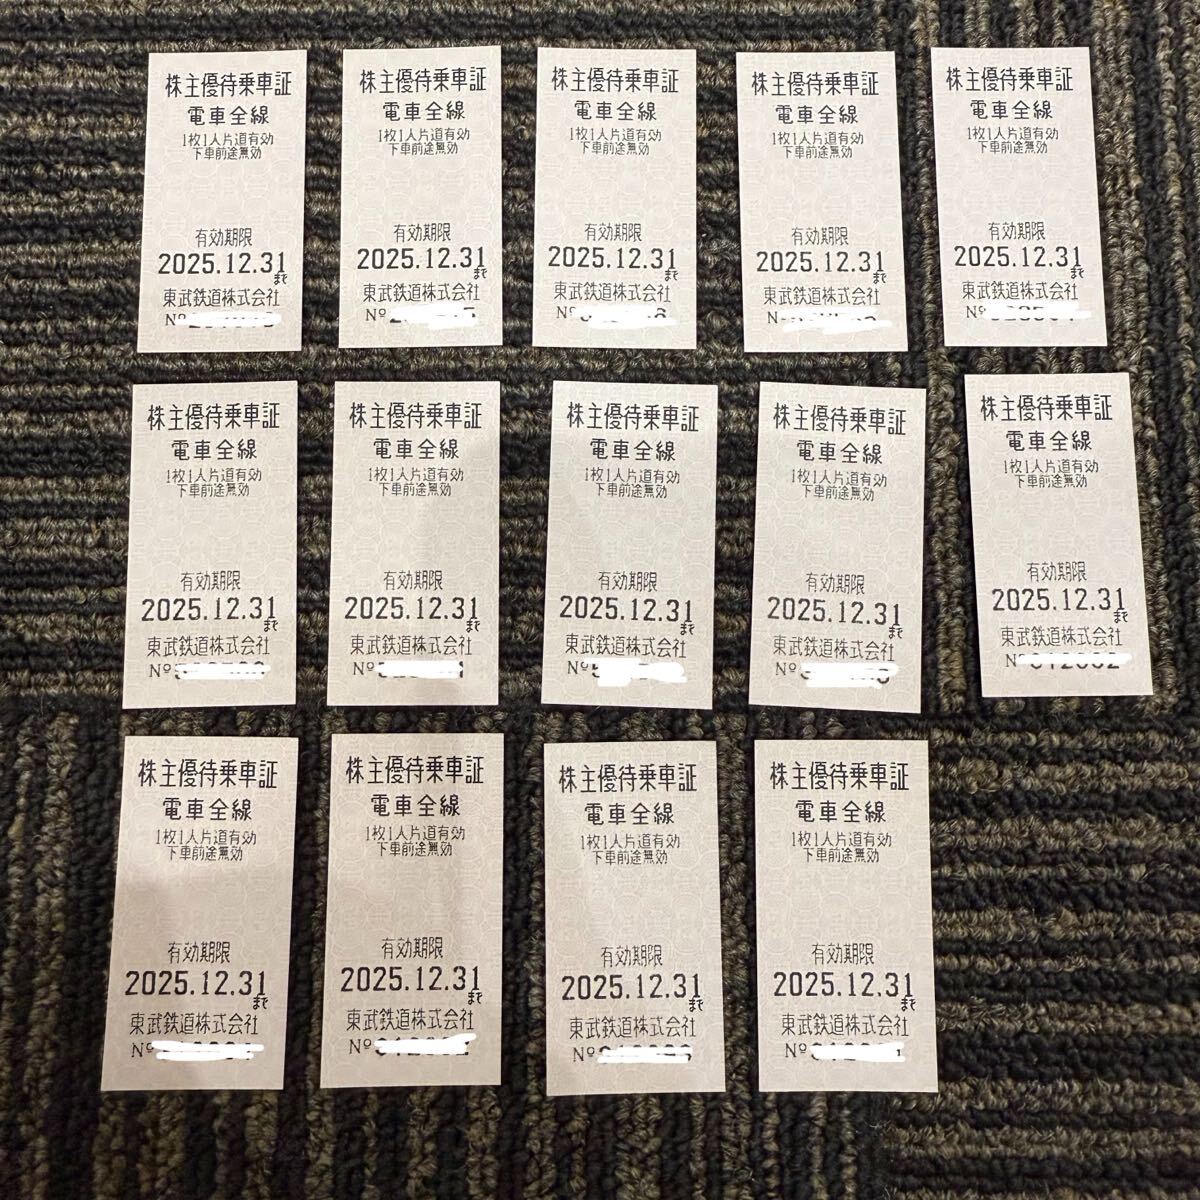 株主優待乗車証
電車全線
1枚1人片道有効
下車前途無効
有効期限
2025.12.31まで
東武鉄道株式会社
Nº
株主優待乗車証
電車全線
1枚1人片道有効
下車前途無効
有効期限
2025.12.31まで
東武鉄道株式会社
Nº
株主優待乗車証
電車全線
1枚1人片道有効
下車前途無効
有効期限
2025.12.31まで
東武鉄道株式会社
Nº
株主優待乗車証
電車全線
1枚1人片道有効
下車前途無効
有効期限
2025.12.31まで
東武鉄道株式会社
N
株主優待乗車証
電車全線
1枚1人片道有効
下車前途無効
有効期限
2025.12.31まで
東武鉄道株式会社
Nº
株主優待乗車証
電車全線
1枚1人片道有効
下車前途無効
有効期限
2025.12.31まで
東武鉄道株式会社
Nº
株主優待乗車証
電車全線
1枚1人片道有効
下車前途無効
有効期限
2025.12.31まで
東武鉄道株式会社
Nº
株主優待乗車証
電車全線
1枚1人片道有効
下車前途無効
有効期限
2025.12.31まで
東武鉄道株式会社
Nº
株主優待乗車証
電車全線
1枚1人片道有効
下車前途無効
有効期限
2025.12.31まで
東武鉄道株式会社
Nº
株主優待乗車証
電車全線
1枚1人片道有効
下車前途無効
有効期限
2025.12.31まで
東武鉄道株式会社
Nº
株主優待乗車証
電車全線
1枚1人片道有効
下車前途無効
有効期限
2025.12.31まで
東武鉄道株式会社
Nº
株主優待乗車証
電車全線
1枚1人片道有効
下車前途無効
有効期限
2025.12.31まで
東武鉄道株式会社
Nº
株主優待乗車証
電車全線
1枚1人片道有効
下車前途無効
有効期限
2025.12.31まで
東武鉄道株式会社
Nº
株主優待乗車証
電車全線
1枚1人片道有効
下車前途無効
有効期限
2025.12.31まで
東武鉄道株式会社
Nº